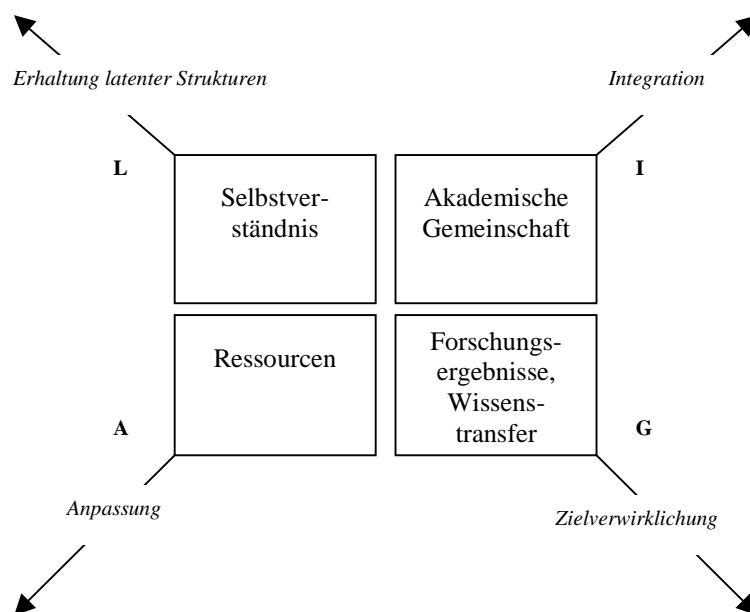 Erhaltung latenter Strukturen
Integration
L
I
Selbstver-
ständnis
Akademische
Gemeinschaft
Ressourcen
Forschungs-
ergebnisse,
Wissens-
transfer
A
G
Anpassung
Zielverwirklichung